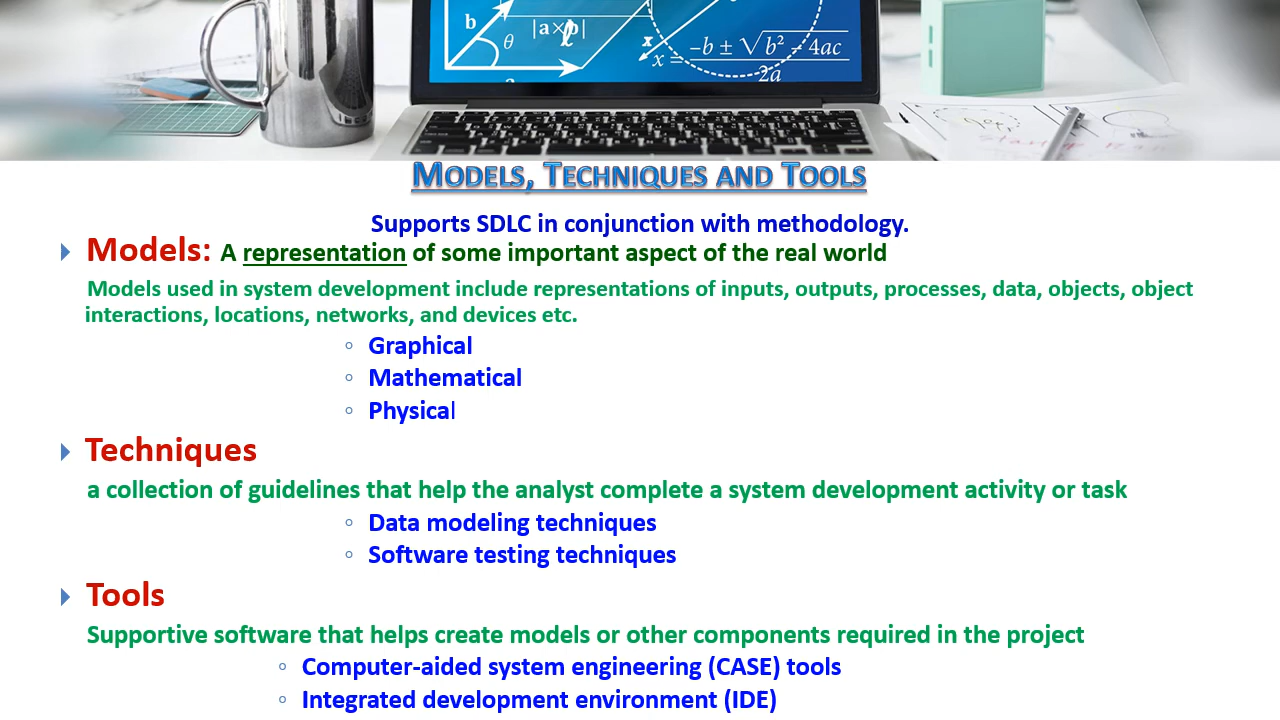 b
θ
|a×b|
ℓ
a
x
x = −b ± √b² − 4ac
2a
MODELS, TECHNIQUES AND TOOLS
Supports SDLC in conjunction with methodology.
Models: A representation of some important aspect of the real world
Models used in system development include representations of inputs, outputs, processes, data, objects, object
interactions, locations, networks, and devices etc.
Graphical
Mathematical
Physical
Techniques
a collection of guidelines that help the analyst complete a system development activity or task
Data modeling techniques
Software testing techniques
Tools
Supportive software that helps create models or other components required in the project
Computer-aided system engineering (CASE) tools
Integrated development environment (IDE)